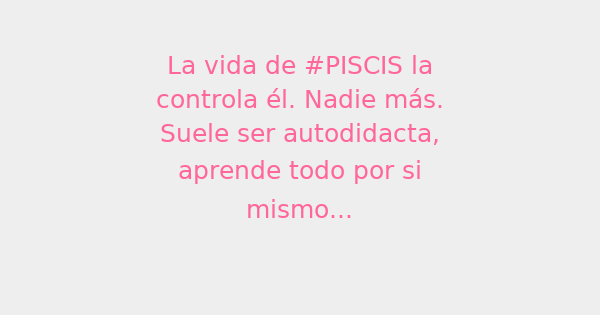 La vida de #PISCIS la
controla él. Nadie más.
Suele ser autodidacta,
aprende todo por si
mismo...